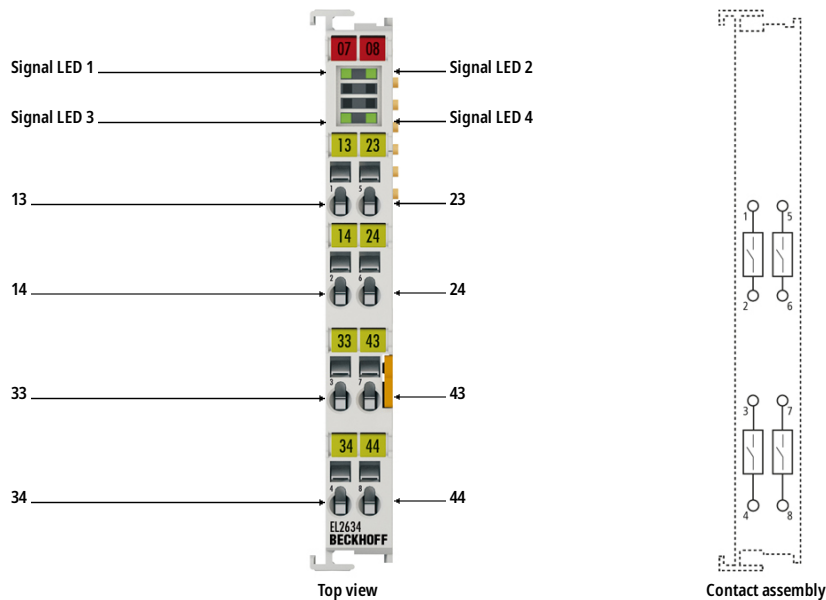 07 08
Signal LED 1
Signal LED 2
Signal LED 3
Signal LED 4
13 23
1 5
13
23
14 24
2 6
14
24
33 43
3 7
33
43
34 44
4 8
34
44
EL2634
BECKHOFF
Top view
1 5
2 6
3 7
4 8
Contact assembly